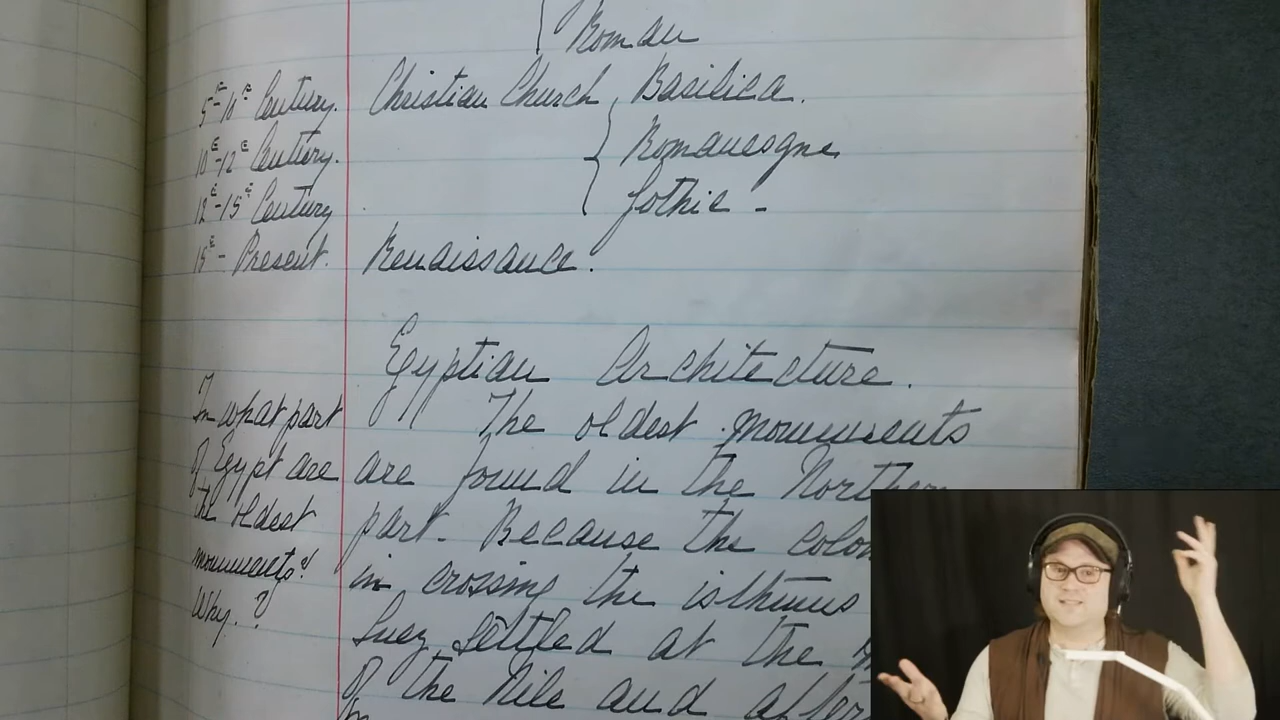 Roman
5th-10th Century. Christian Church, Basilica.
10th-12th Century. Romanesque
12th-15th Century Gothic -
15th - Present. Renaissance.
Egyptian Architecture.
In what part The oldest monuments
of Egypt are are found in the Northern
the oldest part. Because the
monuments? in crossing the isthmus
Why.? Suez settled at the
of the Nile and after